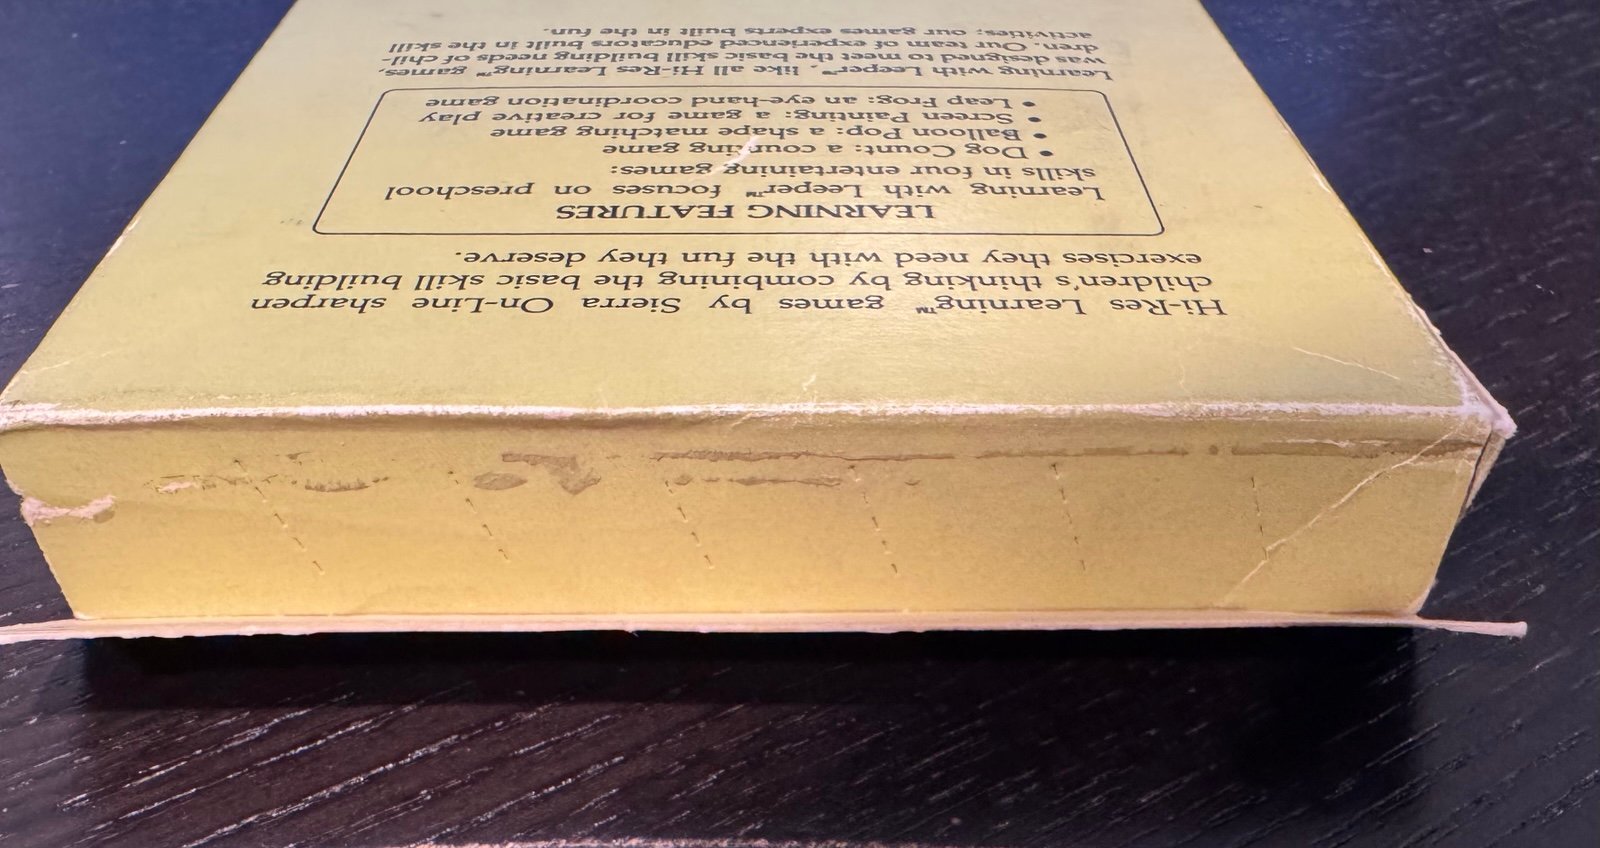 Hi-Res Learning™ games by Sierra On-Line sharpen
children's thinking by combining the basic skill building
exercises they need with the fun they deserve.
LEARNING FEATURES
Learning with Leeper™ focuses on preschool
skills in four entertaining games:
• Dog Count: a counting game
• Balloon Pop: a shape matching game
• Screen Painting: a game for creative play
• Leap Frog: an eye-hand coordination game
Learning with Leeper™, like all Hi-Res Learning™ games,
was designed to meet the basic skill building needs of chil-
dren. Our team of experienced educators built in the skill
activities; our games experts built in the fun.